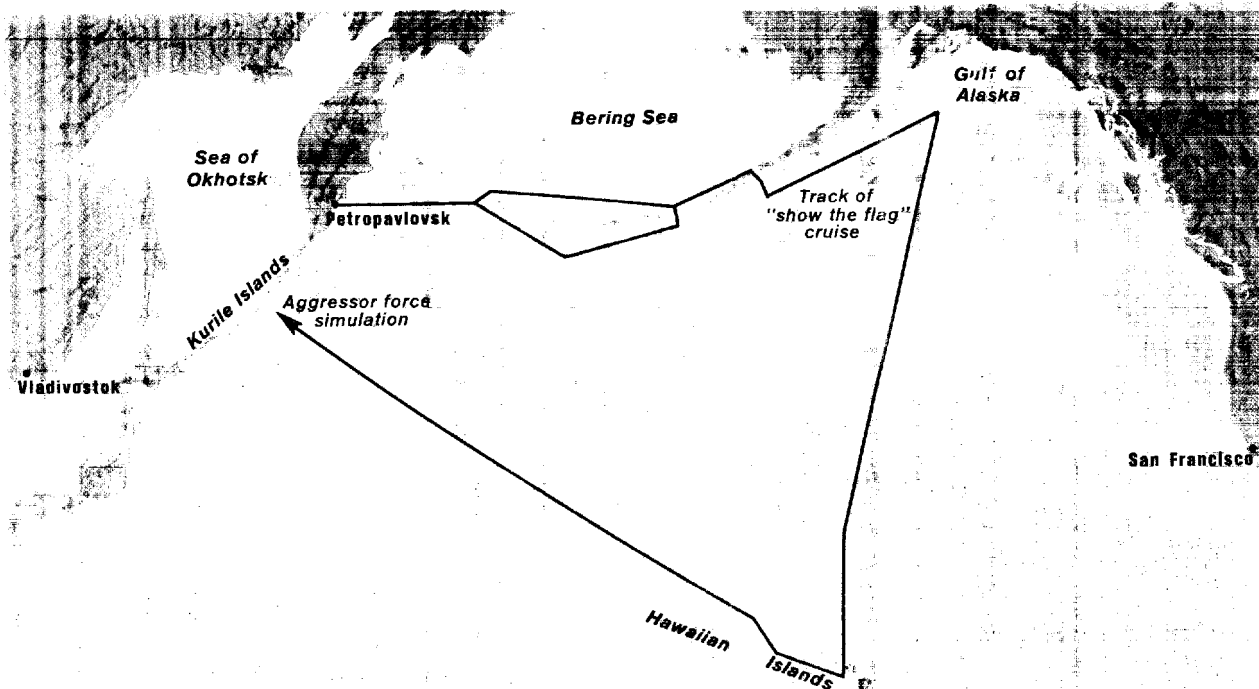 Gulf of
Alaska
Bering Sea
Sea of
Okhotsk
Petropavlovsk
Track of
"show the flag"
cruise
Kurile Islands
Aggressor force
simulation
Vladivostok
San Francisco
Hawaiian
Islands